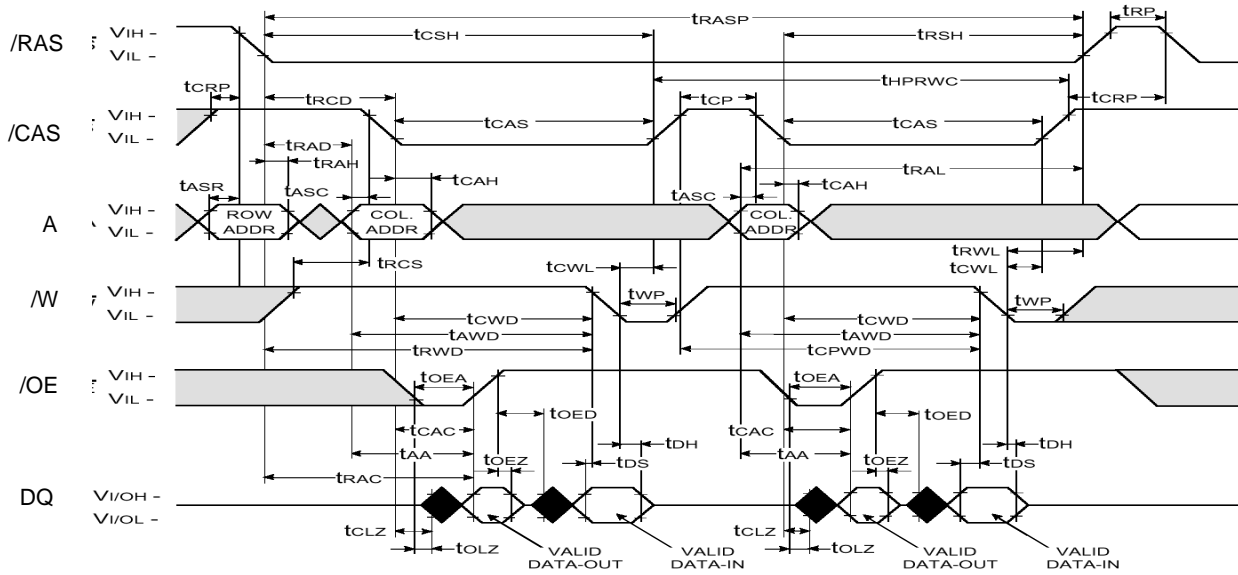 tRASP
tRP
/RAS
VIH –
VIL –
tCSH
tRSH
tHPRWC
tCRP
tRCD
tCP
tCRP
/CAS
VIH –
VIL –
tCAS
tCAS
tRAD
tRAH
tRAL
tASR
tASC
tCAH
tASC
tCAH
A
VIH –
VIL –
ROW
ADDR
COL.
ADDR
COL.
ADDR
tRWL
tRCS
tCWL
tCWL
/W
VIH –
VIL –
tWP
tWP
tCWD
tCWD
tAWD
tAWD
tRWD
tCPWD
/OE
VIH –
VIL –
tOEA
tOEA
tOED
tOED
tCAC
tCAC
tDH
tDH
tAA
tAA
tOEZ
tDS
tOEZ
tDS
tRAC
DQ
VI/OH –
VI/OL –
tCLZ
tCLZ
tOLZ
tOLZ
VALID
DATA-OUT
VALID
DATA-IN
VALID
DATA-OUT
VALID
DATA-IN